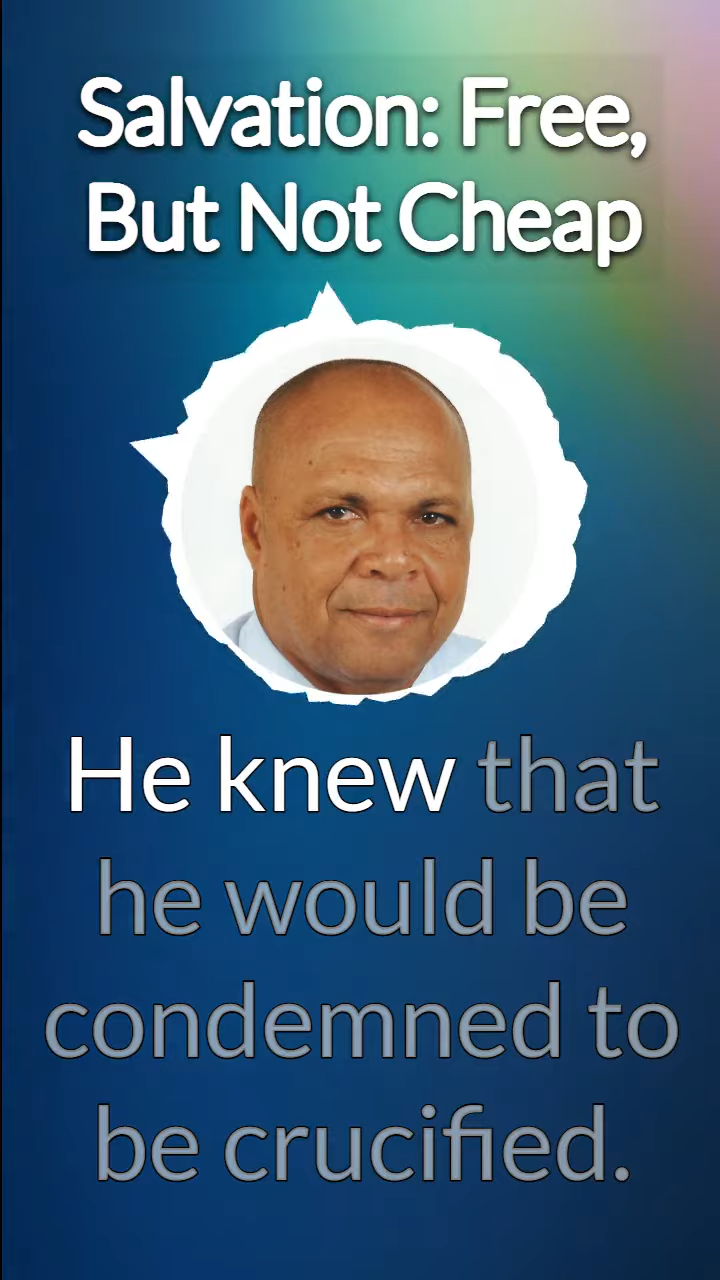 Salvation: Free,
But Not Cheap
He knew that
he would be
condemned to
be crucified.